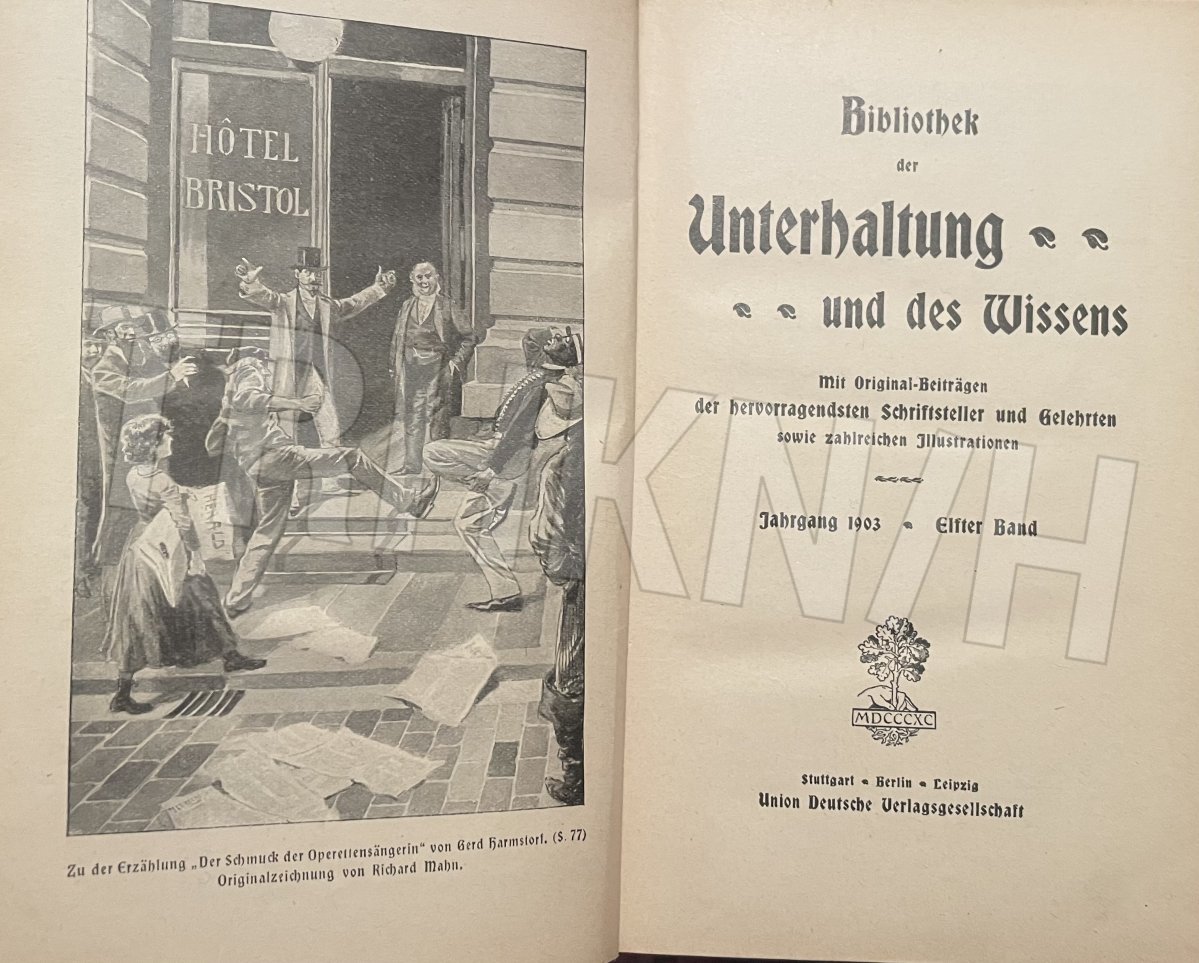 HÔTEL
BRISTOL
HERALD
Zu der Erzählung „Der Schmuck der Operettensängerin“ von Gerd Harmstorf. (S. 77)
Originalzeichnung von Richard Mahn.
Bibliothek
der
Unterhaltung
und des Wissens
Mit Original-Beiträgen
der hervorragendsten Schriftsteller und Gelehrten
sowie zahlreichen Illustrationen
Jahrgang 1903 • Elfter Band
MDCCCXC
Stuttgart • Berlin • Leipzig
Union Deutsche Verlagsgesellschaft